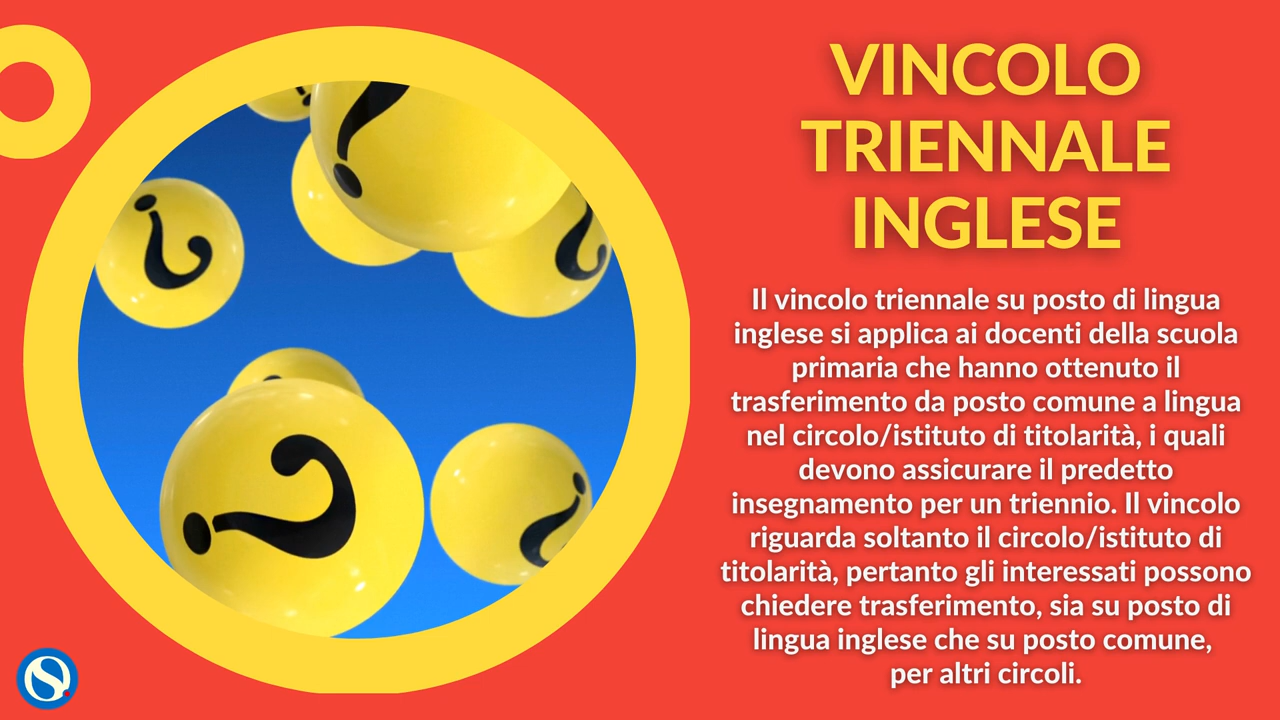 VINCOLO
TRIENNALE
INGLESE
Il vincolo triennale su posto di lingua
inglese si applica ai docenti della scuola
primaria che hanno ottenuto il
trasferimento da posto comune a lingua
nel circolo/istituto di titolarità, i quali
devono assicurare il predetto
insegnamento per un triennio. Il vincolo
riguarda soltanto il circolo/istituto di
titolarità, pertanto gli interessati possono
chiedere trasferimento, sia su posto di
lingua inglese che su posto comune,
per altri circoli.
?
?
?
?
?
S